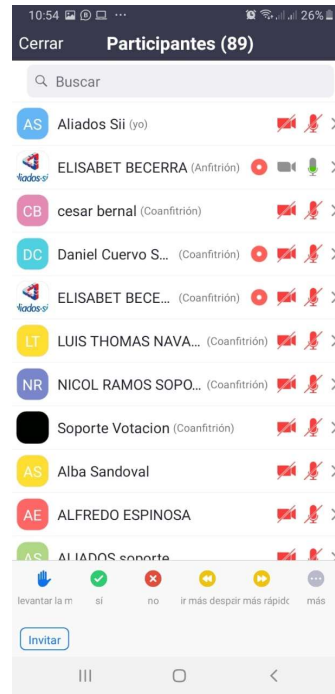 10:54 26%
Cerrar Participantes (89)
Buscar
AS Aliados Sii (yo)
ELISABET BECERRA (Anfitrión)
CB cesar bernal (Coanfitrión)
DC Daniel Cuervo S... (Coanfitrión)
ELISABET BECE... (Coanfitrión)
LT LUIS THOMAS NAVA... (Coanfitrión)
NR NICOL RAMOS SOPO... (Coanfitrión)
Soporte Votacion (Coanfitrión)
AS Alba Sandoval
AE ALFREDO ESPINOSA
AS ALIADOS soporte
levantar la m sí no ir más despair más rápido más
Invitar